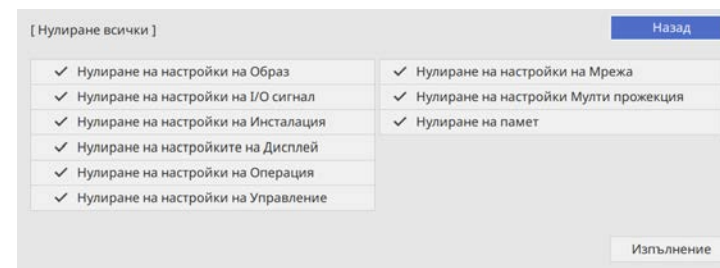 [ Нулиране всички ]
Назад
Нулиране на настройки на Образ
Нулиране на настройки на I/O сигнал
Нулиране на настройки на Инсталация
Нулиране на настройките на Дисплей
Нулиране на настройки на Операция
Нулиране на настройки на Управление
Нулиране на настройки на Мрежа
Нулиране на настройки Мулти прожекция
Нулиране на памет
Изпълнение